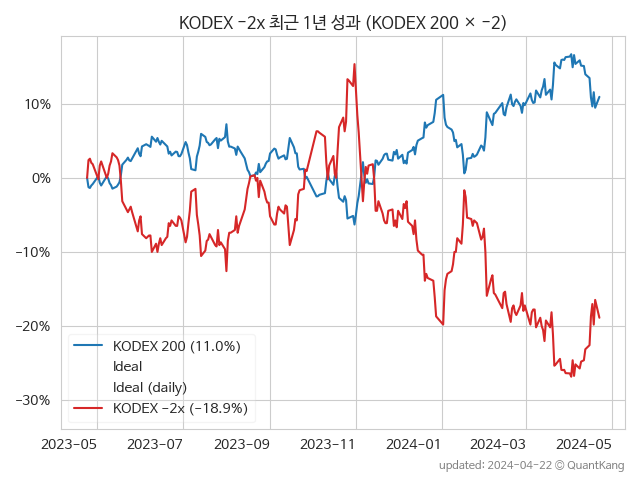 KODEX −2x 최근 1년 성과 (KODEX 200 × −2)
10%
0%
−10%
−20%
−30%
KODEX 200 (11.0%)
Ideal
Ideal (daily)
KODEX −2x (−18.9%)
2023−05 2023−07 2023−09 2023−11 2024−01 2024−03 2024−05
updated: 2024−04−22 © QuantKang